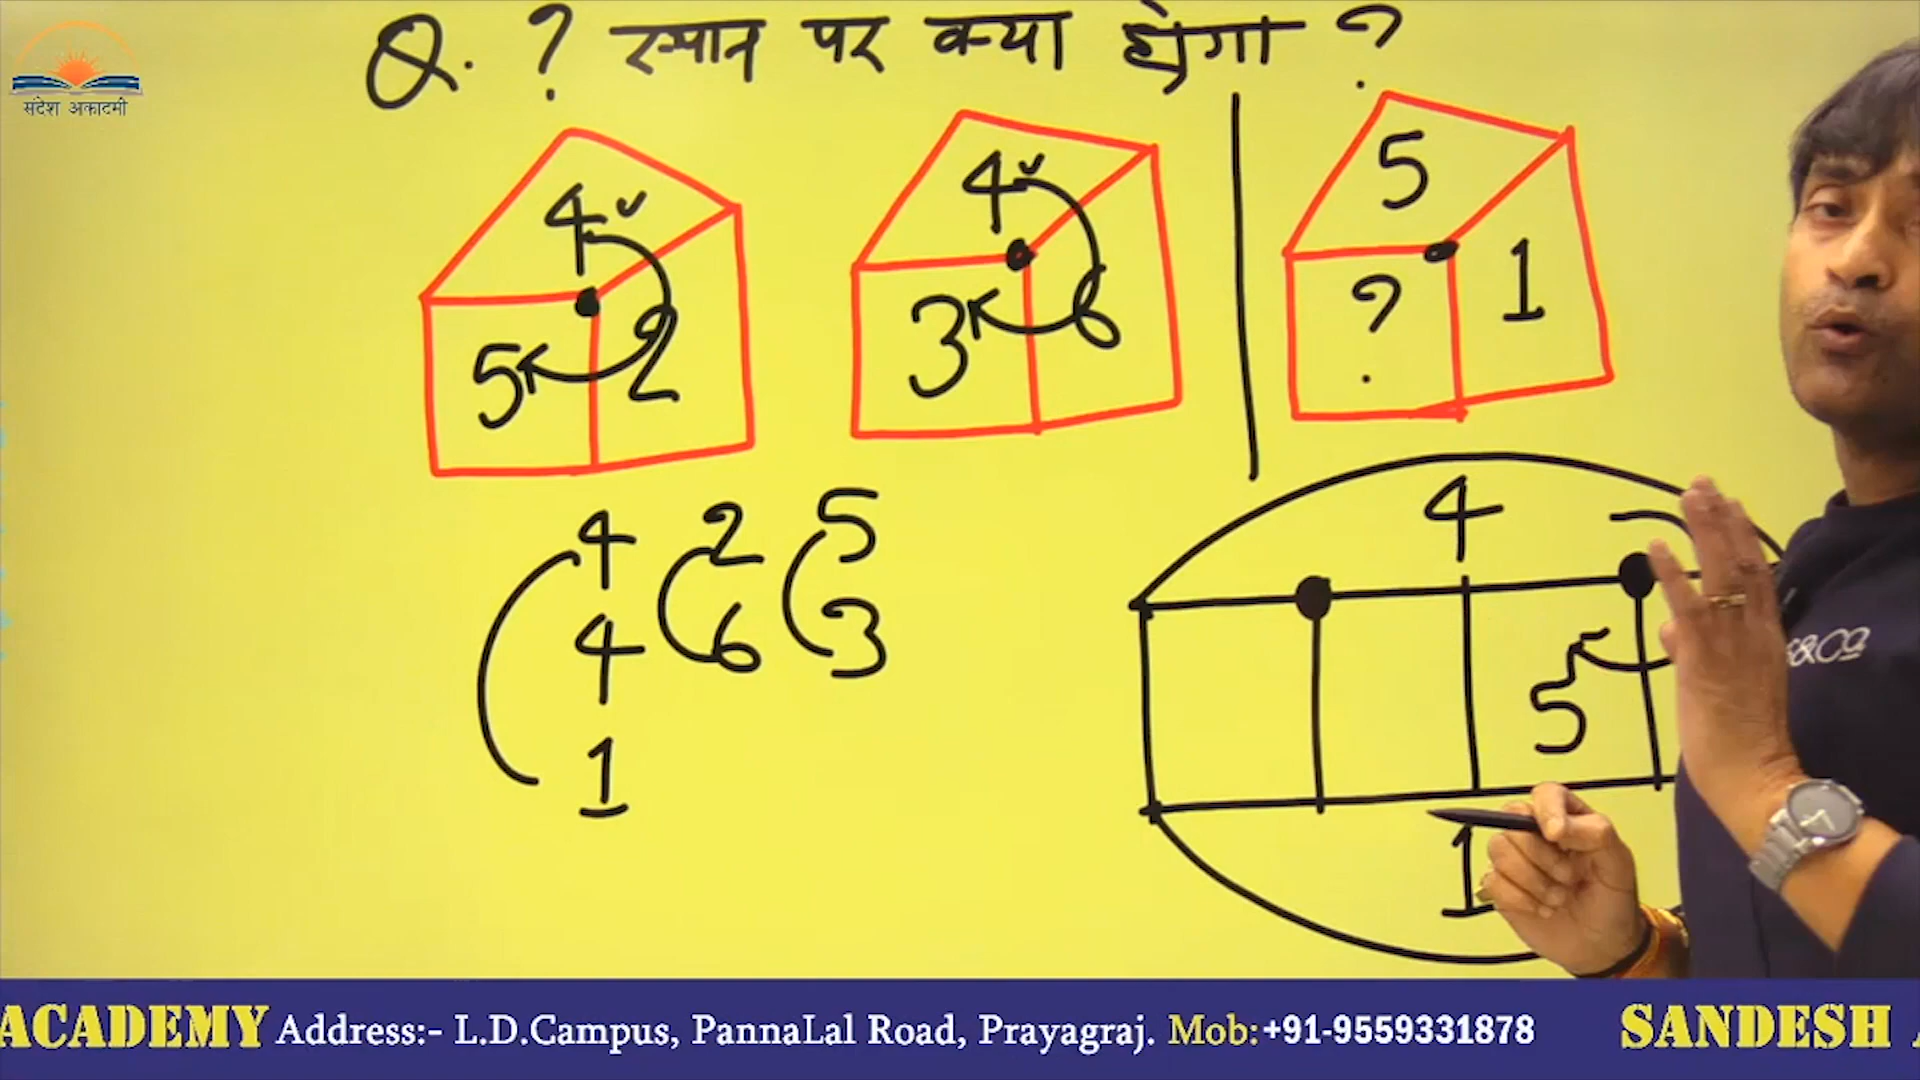 संदेश अकादमी
Q. ? स्थान पर क्या होगा ?
4
5 2
4
3 6
5
? 1
4 2 5
4 6 3
1
4
5
1
&Co
ACADEMY Address:- L.D.Campus, PannaLal Road, Prayagraj. Mob:+91-9559331878 SANDESH